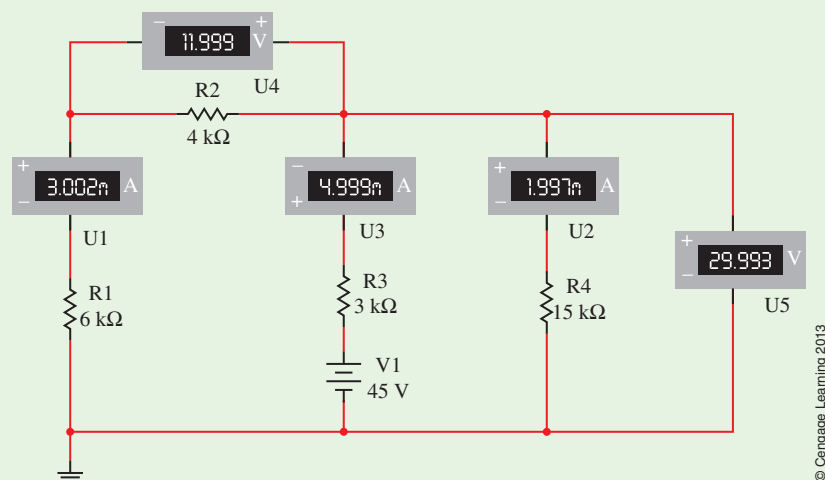 − 11.999 V +
U4
R2
4 kΩ
+ 3.002m A −
U1
− 4.999m A +
U3
+ 1.997m A −
U2
+ 29.993 V −
U5
R1
6 kΩ
R3
3 kΩ
R4
15 kΩ
V1
45 V
© Cengage Learning 2013